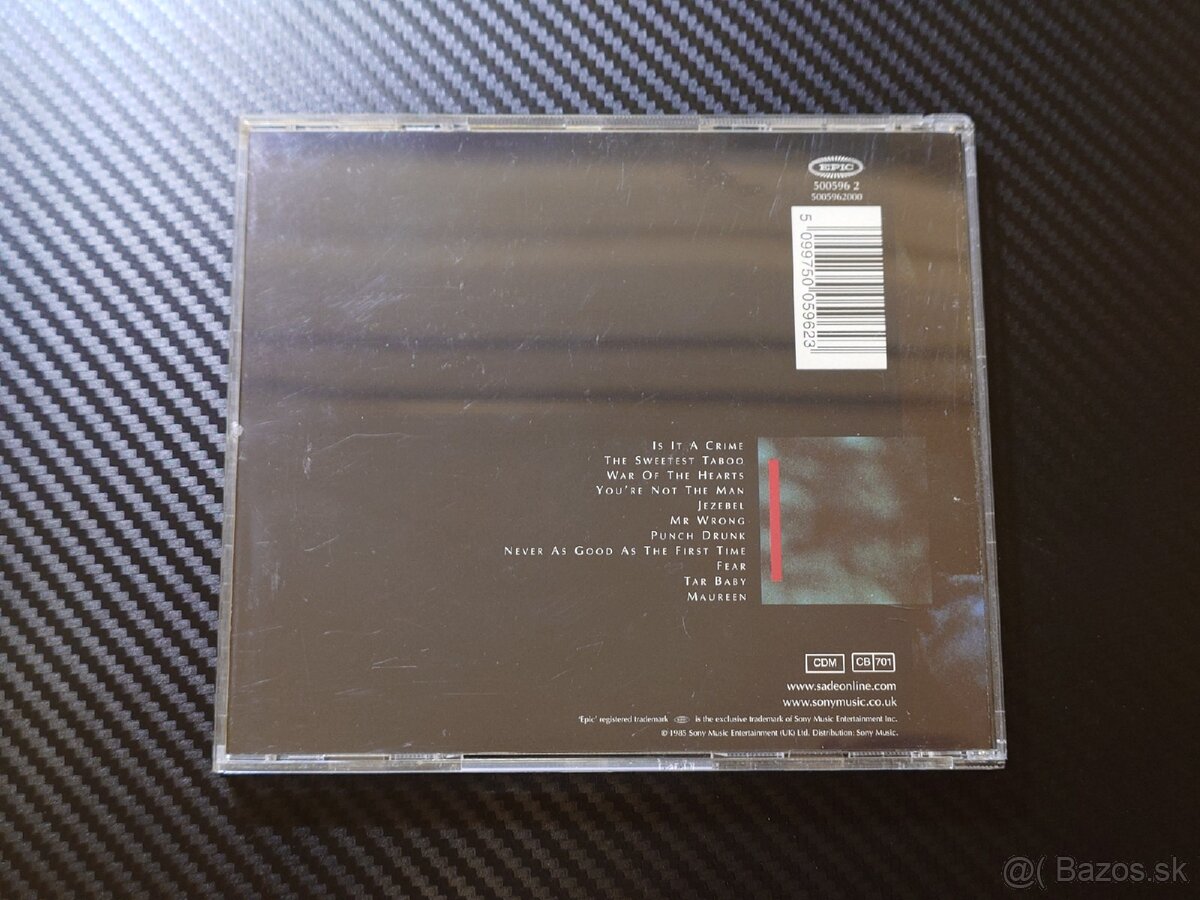 EPIC
500596 2
5005962000
5 099750 059623
Is It A Crime
The Sweetest Taboo
War Of The Hearts
You're Not The Man
Jezebel
Mr Wrong
Punch Drunk
Never As Good As The First Time
Fear
Tar Baby
Maureen
CDM CB 701
www.sadeonline.com
www.sonymusic.co.uk
'Epic' registered trademark EPIC is the exclusive trademark of Sony Music Entertainment Inc.
© 1985 Sony Music Entertainment (UK) Ltd. Distribution: Sony Music.
@( Bazos.sk